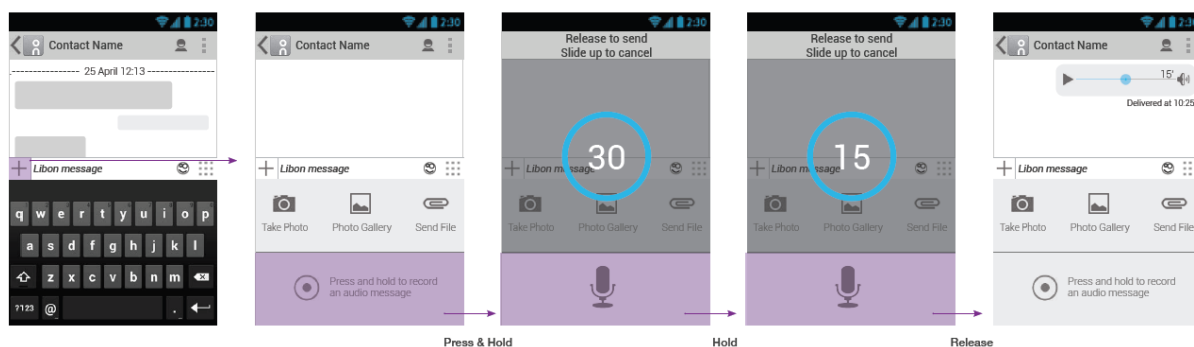 2:30
Contact Name
25 April 12:13
Libon message
q w e r t y u i o p
a s d f g h j k l
z x c v b n m
?123 @ .
2:30
Contact Name
Libon message
Take Photo Photo Gallery Send File
Press and hold to record
an audio message
Press & Hold
2:30
Release to send
Slide up to cancel
30
Libon message
Take Photo Photo Gallery Send File
Hold
2:30
Release to send
Slide up to cancel
15
Libon message
Take Photo Photo Gallery Send File
Release
2:30
Contact Name
15'
Delivered at 10:25
Libon message
Take Photo Photo Gallery Send File
Press and hold to record
an audio message